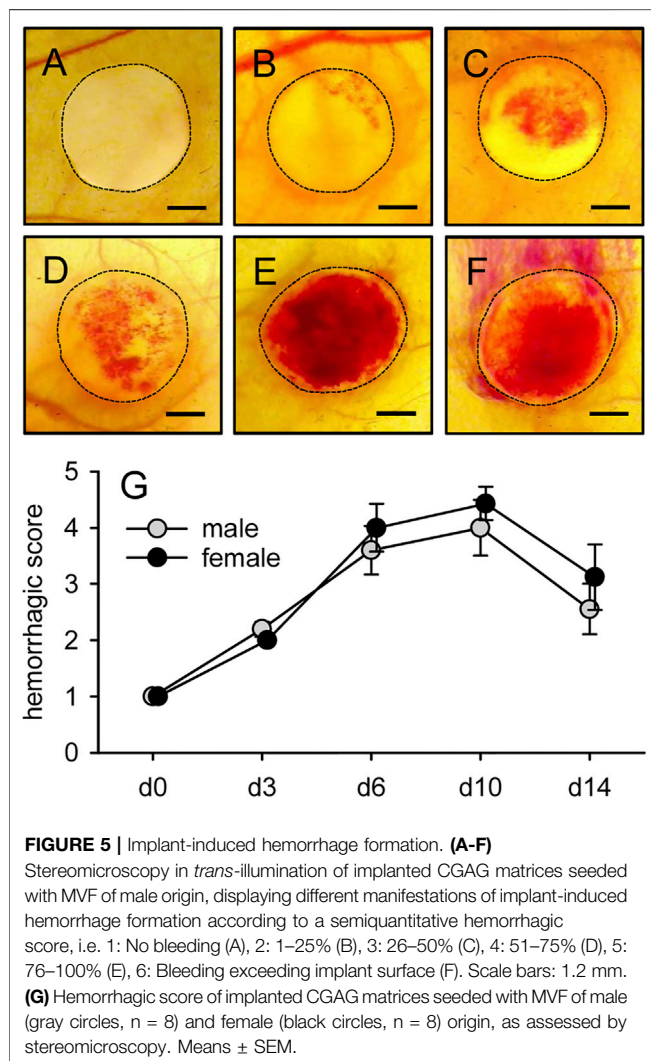 A
B
C
D
E
F
5
G
4
male
female
3
2
1
0
hemorrhagic score
d0 d3 d6 d10 d14
FIGURE 5 | Implant-induced hemorrhage formation. (A-F)
Stereomicroscopy in trans-illumination of implanted CGAG matrices seeded
with MVF of male origin, displaying different manifestations of implant-induced
hemorrhage formation according to a semiquantitative hemorrhagic
score, i.e. 1: No bleeding (A), 2: 1–25% (B), 3: 26–50% (C), 4: 51–75% (D), 5:
76–100% (E), 6: Bleeding exceeding implant surface (F). Scale bars: 1.2 mm.
(G) Hemorrhagic score of implanted CGAG matrices seeded with MVF of male
(gray circles, n = 8) and female (black circles, n = 8) origin, as assessed by
stereomicroscopy. Means ± SEM.